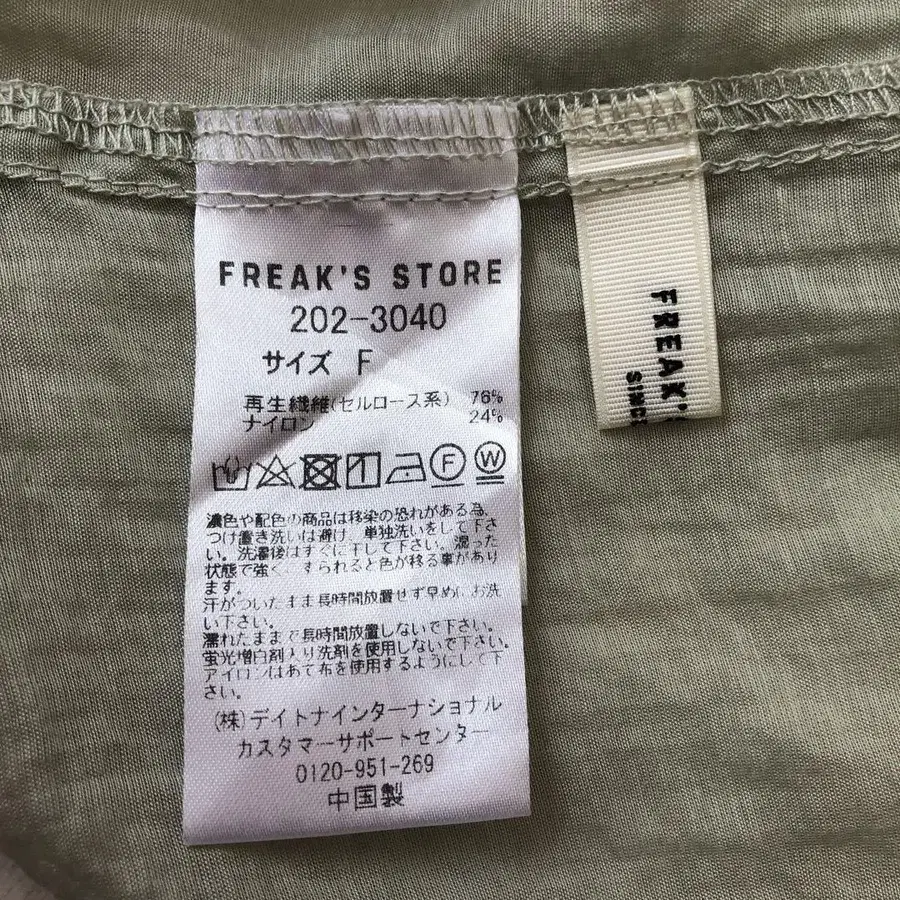 FREAK'S STORE
202-3040
サイズ F
再生繊維(セルロース系) 76%
ナイロン 24%
F W
濃色や配色の商品は移染の恐れがある為、
つけ置き洗いは避け、単独洗いをして下さ
い。洗濯後はすぐに干して下さい。湿った
状態で強く、すられると色が移る事があり
ます。
汗がついたまま長時間放置せず早めにお洗
い下さい。
濡れたままで長時間放置しないで下さい。
蛍光増白剤入り洗剤を使用しないで下さい。
アイロンはあて布を使用するようにして下
さい。
(株)デイトナインターナショナル
カスタマーサポートセンター
0120-951-269
中国製
FREAK'S
SINCE